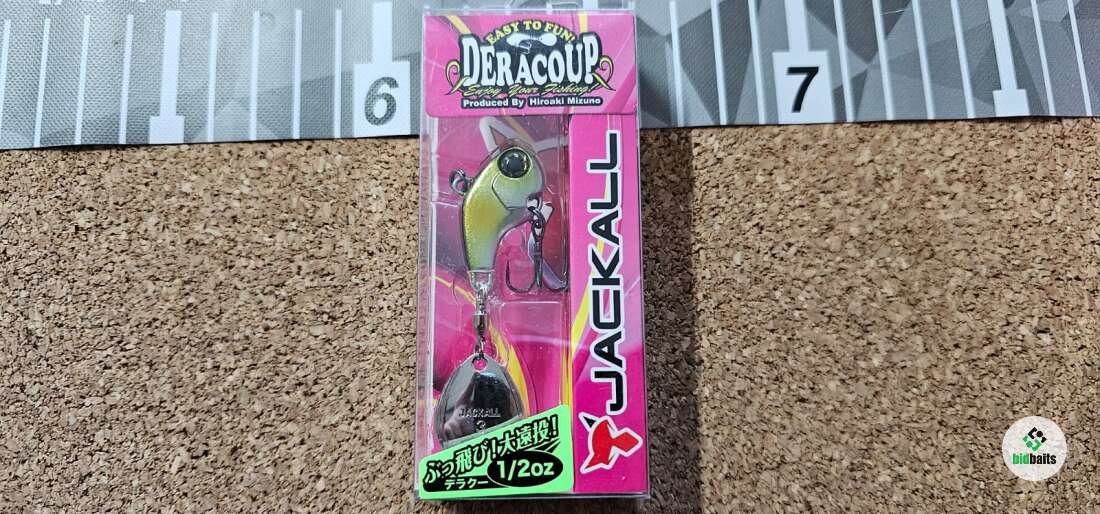 6
7
EASY TO FUN!
DERACOUP
Enjoy Your Fishing!
Produced By Hiroaki Mizuno
JACKALL
JACKALL
3
ぶっ飛び!大遠投!
デラクー 1/2oz
bidbaits